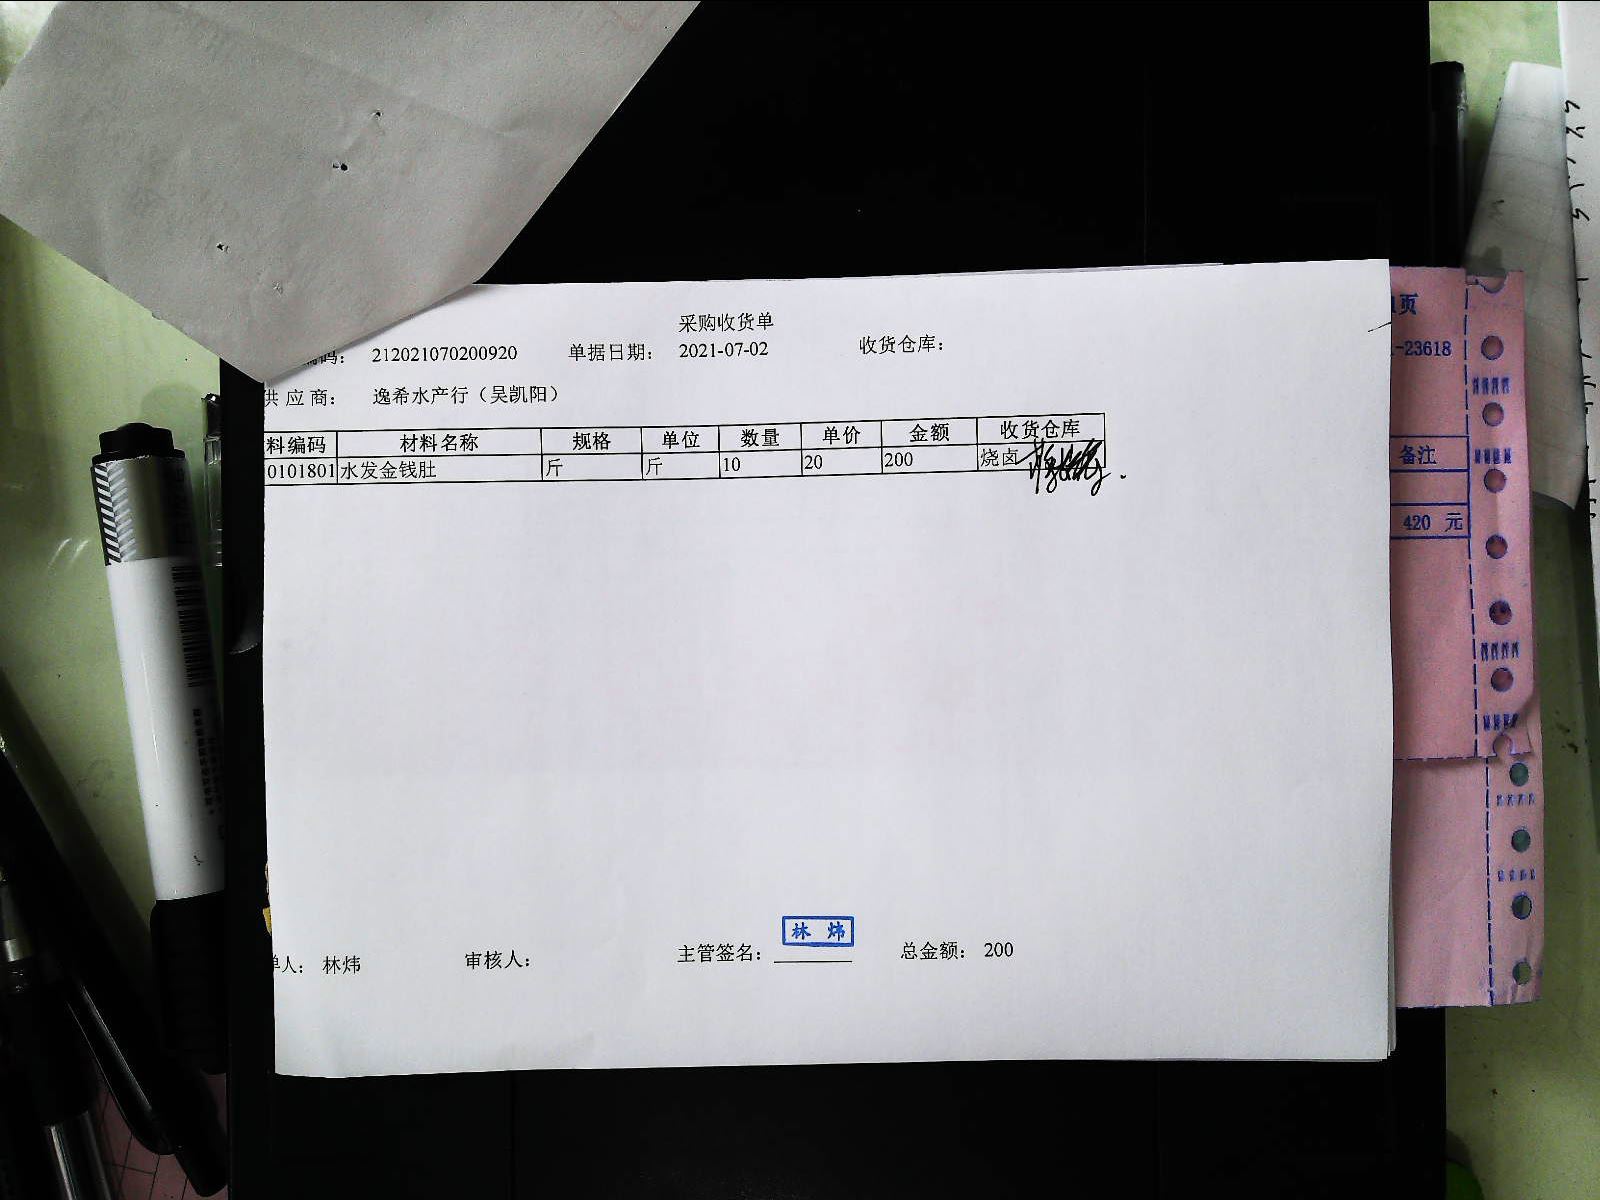 采购收货单
编码： 212021070200920 单据日期： 2021-07-02 收货仓库：
供应商： 逸希水产行（吴凯阳）
料编码 材料名称 规格 单位 数量 单价 金额 收货仓库
0101801 水发金钱肚 斤 斤 10 20 200 烧卤
林炜
单人： 林炜 审核人： 主管签名： 总金额： 200
1页
-23618
备注
420 元